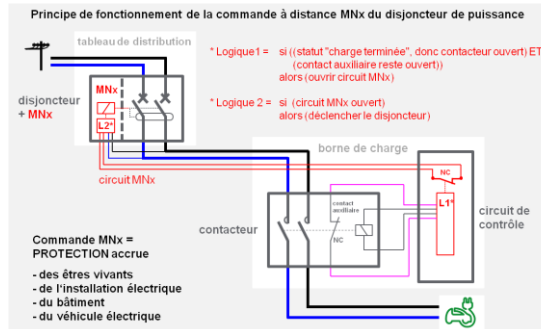 Principe de fonctionnement de la commande à distance MNx du disjoncteur de puissance
tableau de distribution
* Logique 1 = si ((statut "charge terminée", donc contacteur ouvert) ET
(contact auxiliaire reste ouvert))
alors (ouvrir circuit MNx)
MNx
disjoncteur
+ MNx
* Logique 2 = si (circuit MNx ouvert)
alors (déclencher le disjoncteur)
L2*
borne de charge
circuit MNx
NC
contact
auxiliaire
L1*
circuit de
contrôle
contacteur
NC
Commande MNx =
PROTECTION accrue
- des êtres vivants
- de l'installation électrique
- du bâtiment
- du véhicule électrique